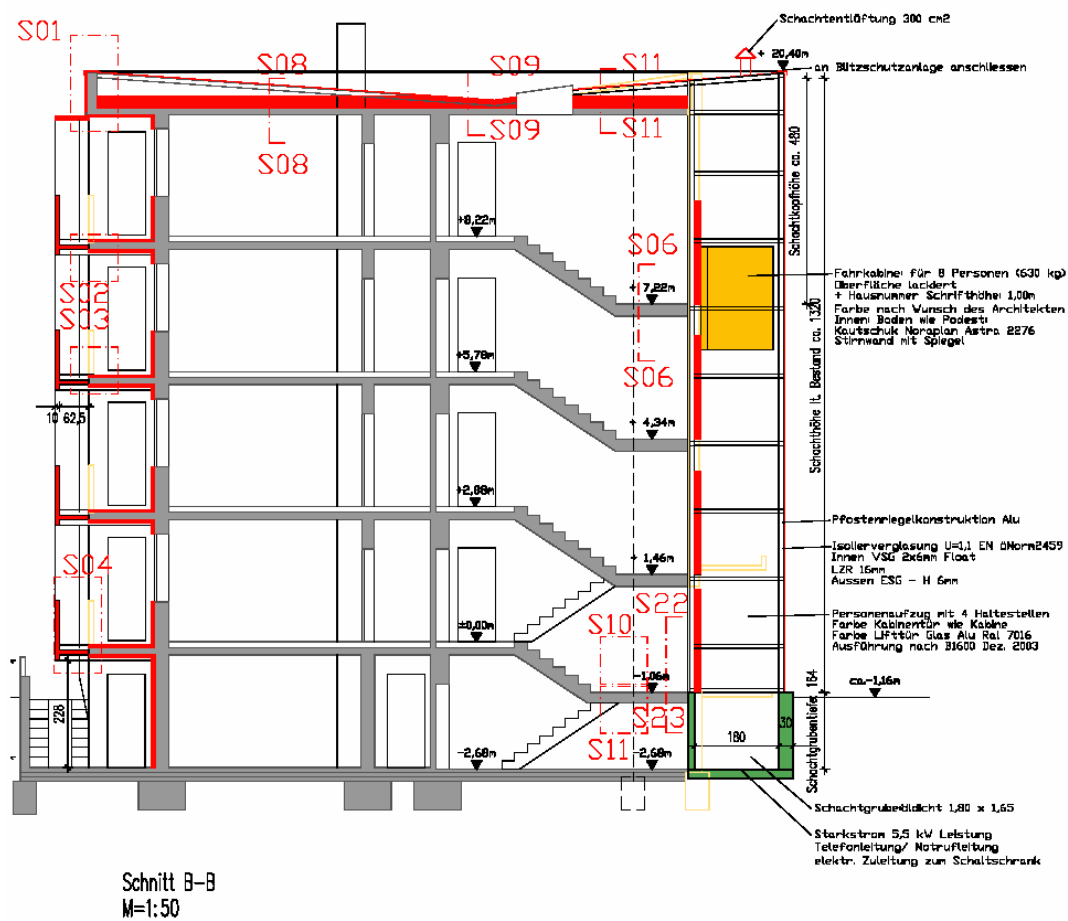 Schachtentlüftung 300 cm2
S01
+ 20,40m
S08
S09
S11
an Blitzschutzanlage anschliessen
S09
S11
S08
Schachtkopfhöhe ca. 480
+8,22m
S06
Fahrkabine: für 8 Personen (630 kg)
Oberfläche lackiert
+ Hausnummer Schrifthöhe: 1,00m
Farbe nach Wunsch des Architekten
Innen: Boden wie Podest:
Kautschuk Noraplan Astra 2276
Stirnwand mit Spiegel
S02
+ 7,22m
S03
Schachthöhe lt. Bestand ca. 1320
+5,78m
S06
10 62,5
+ 4,34m
+2,88m
Pfostenriegelkonstruktion Alu
Isolierverglasung U=1,1 EN ÖNorm2459
Innen VSG 2x6mm Float
LZR 16mm
Aussen ESG - H 6mm
+ 1,46m
S04
S22
Personenaufzug mit 4 Haltestellen
Farbe Kabinentür wie Kabine
Farbe Lifttür Glas Alu Ral 7016
Ausführung nach B1600 Dez. 2003
±0,00m
S10
-1,06m
ca.-1,16m
Schachtgrubentiefe: 164
228
S23
30
S11
180
-2,68m
-2,68m
Schachtgrubeöldicht 1,80 x 1,65
Starkstrom 5,5 kW Leistung
Telefonleitung/ Notrufleitung
elektr. Zuleitung zum Schaltschrank
Schnitt B-B
M=1:50